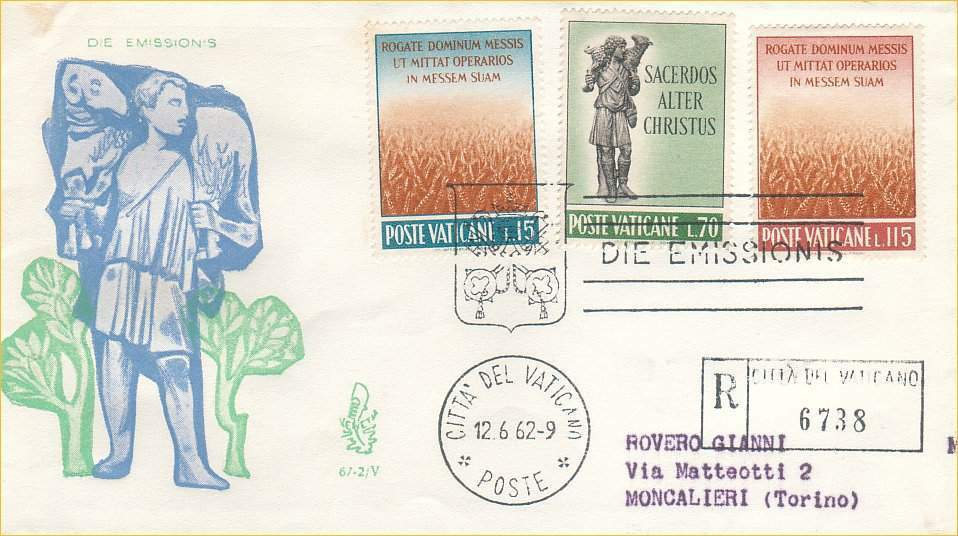 DIE EMISSIONIS
ROGATE DOMINUM MESSIS
UT MITTAT OPERARIOS
IN MESSEM SUAM
POSTE VATICANE L.15
SACERDOS
ALTER
CHRISTUS
POSTE VATICANE L.70
ROGATE DOMINUM MESSIS
UT MITTAT OPERARIOS
IN MESSEM SUAM
POSTE VATICANE L.115
DIE EMISSIONIS
67-2/V
CITTA' DEL VATICANO
12.6 62-9
POSTE
R
CITTÀ DEL VATICANO
6738
ROVERO GIANNI
Via Matteotti 2
MONCALIERI (Torino)